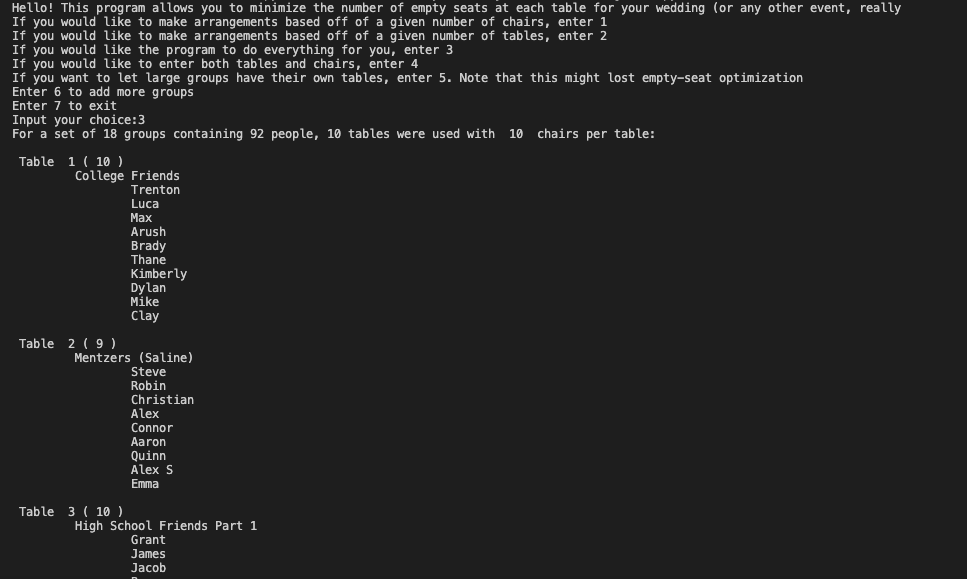 Hello! This program allows you to minimize the number of empty seats at each table for your wedding (or any other event, really
If you would like to make arrangements based off of a given number of chairs, enter 1
If you would like to make arrangements based off of a given number of tables, enter 2
If you would like the program to do everything for you, enter 3
If you would like to enter both tables and chairs, enter 4
If you want to let large groups have their own tables, enter 5. Note that this might lost empty-seat optimization
Enter 6 to add more groups
Enter 7 to exit
Input your choice:3
For a set of 18 groups containing 92 people, 10 tables were used with  10  chairs per table:
Table  1 ( 10 )
College Friends
Trenton
Luca
Max
Arush
Brady
Thane
Kimberly
Dylan
Mike
Clay
Table  2 ( 9 )
Mentzers (Saline)
Steve
Robin
Christian
Alex
Connor
Aaron
Quinn
Alex S
Emma
Table  3 ( 10 )
High School Friends Part 1
Grant
James
Jacob